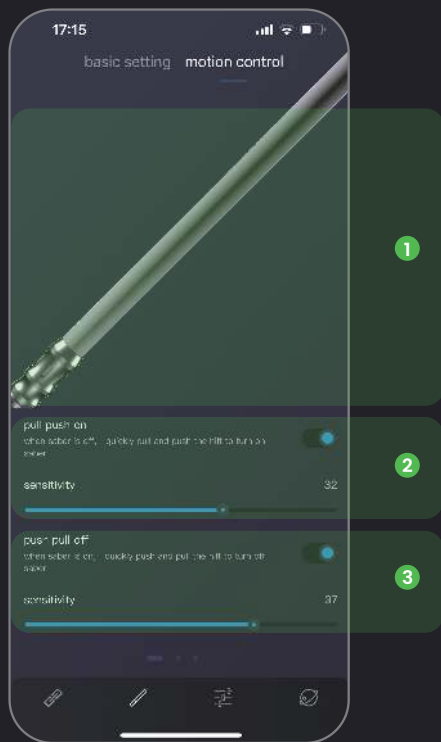 17:15
basic setting motion control
1
pull push on
when saber is off, quickly pull and push the hilt to turn on
saber
2
sensitivity 32
push pull off
when saber is on, quickly push and pull the hilt to turn off
saber
3
sensitivity 37